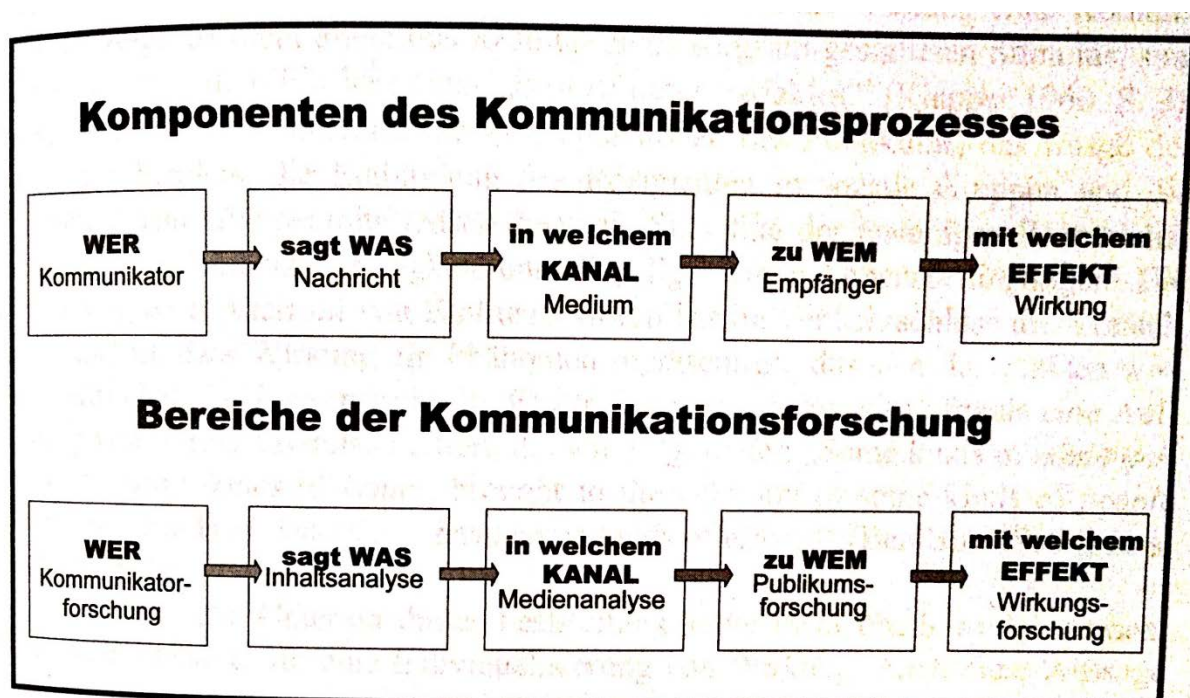 Komponenten des Kommunikationsprozesses
WER
Kommunikator
sagt WAS
Nachricht
in welchem
KANAL
Medium
zu WEM
Empfänger
mit welchem
EFFEKT
Wirkung
Bereiche der Kommunikationsforschung
WER
Kommunikator-
forschung
sagt WAS
Inhaltsanalyse
in welchem
KANAL
Medienanalyse
zu WEM
Publikums-
forschung
mit welchem
EFFEKT
Wirkungs-
forschung